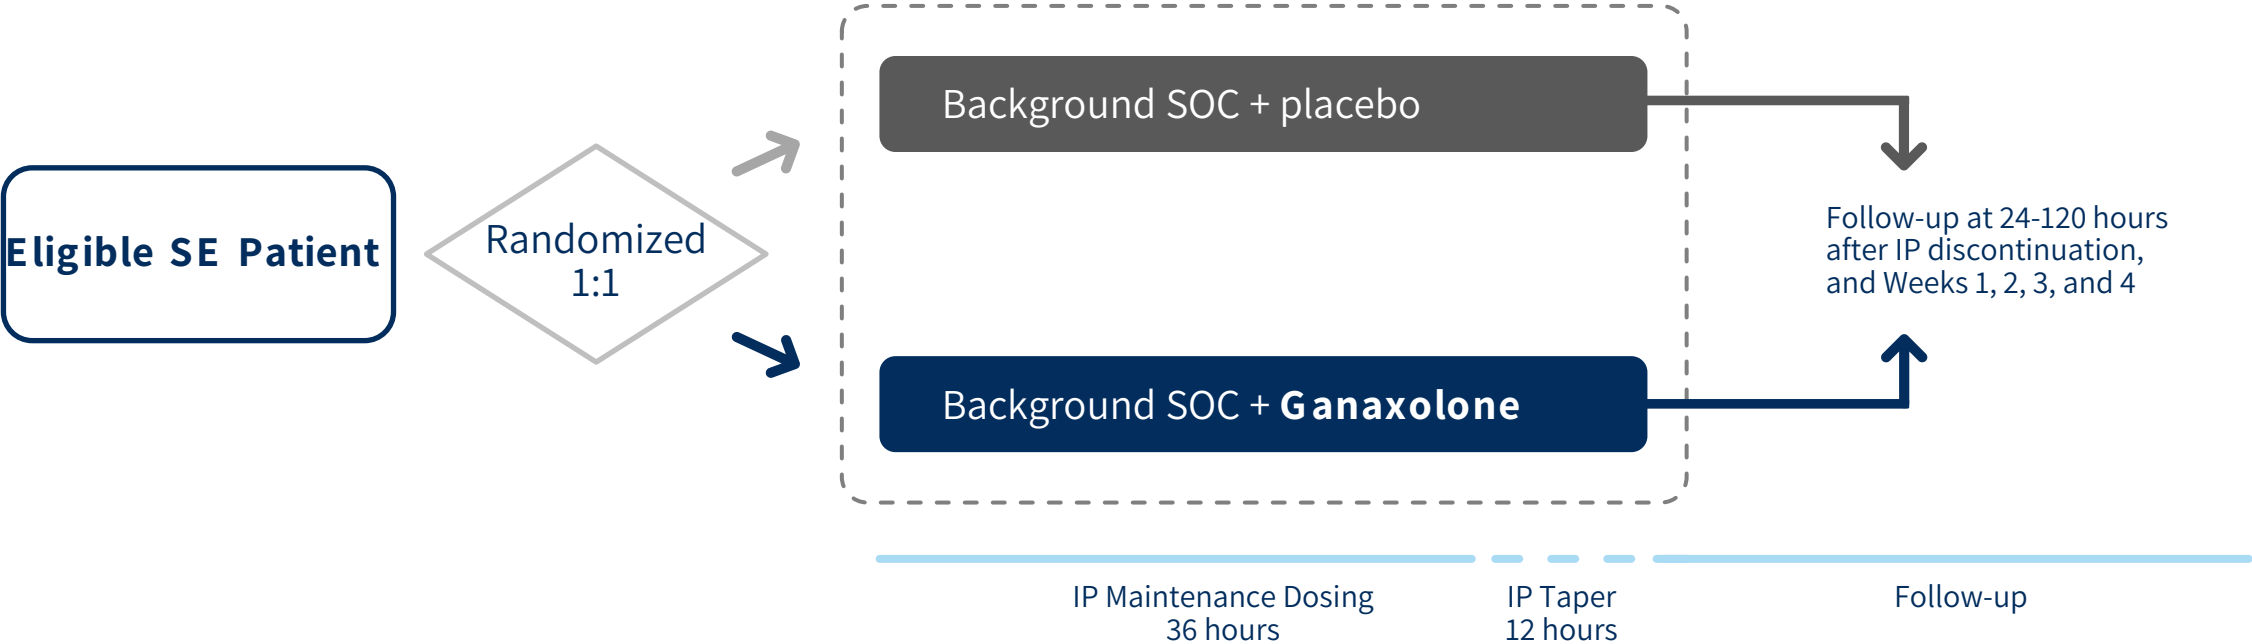 Background SOC + placebo
Eligible SE Patient
Randomized
1:1
Follow-up at 24-120 hours
after IP discontinuation,
and Weeks 1, 2, 3, and 4
Background SOC + Ganaxolone
IP Maintenance Dosing
36 hours
IP Taper
12 hours
Follow-up